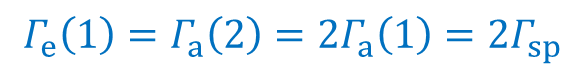 𝛤e(1) = 𝛤a(2) = 2𝛤a(1) = 2𝛤sp